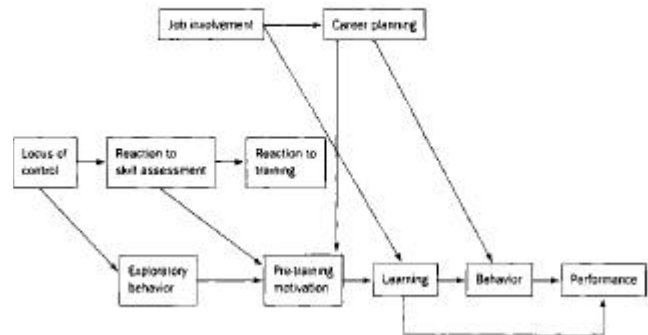 Job involvement
Career planning
Locus of
control
Reaction to
skill assessment
Reaction to
training
Exploratory
behavior
Pre-training
motivation
Learning
Behavior
Performance